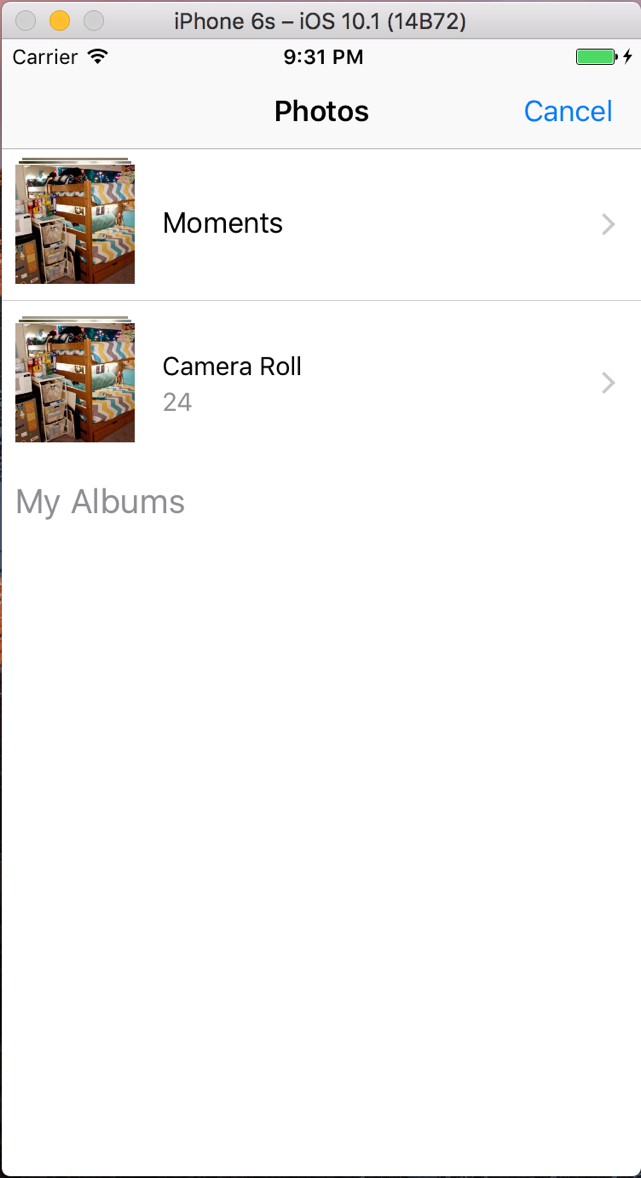 iPhone 6s – iOS 10.1 (14B72)
Carrier 9:31 PM
Photos Cancel
Moments
Camera Roll
24
My Albums